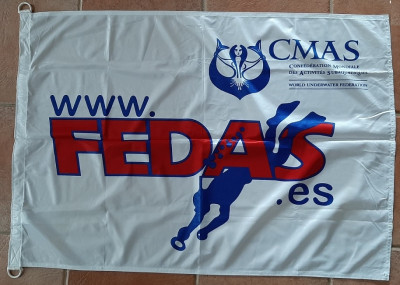 CMAS
CONFÉDÉRATION MONDIALE
DES ACTIVITÉS SUBAQUATIQUES
WORLD UNDERWATER FEDERATION
www.
FEDAS
.es